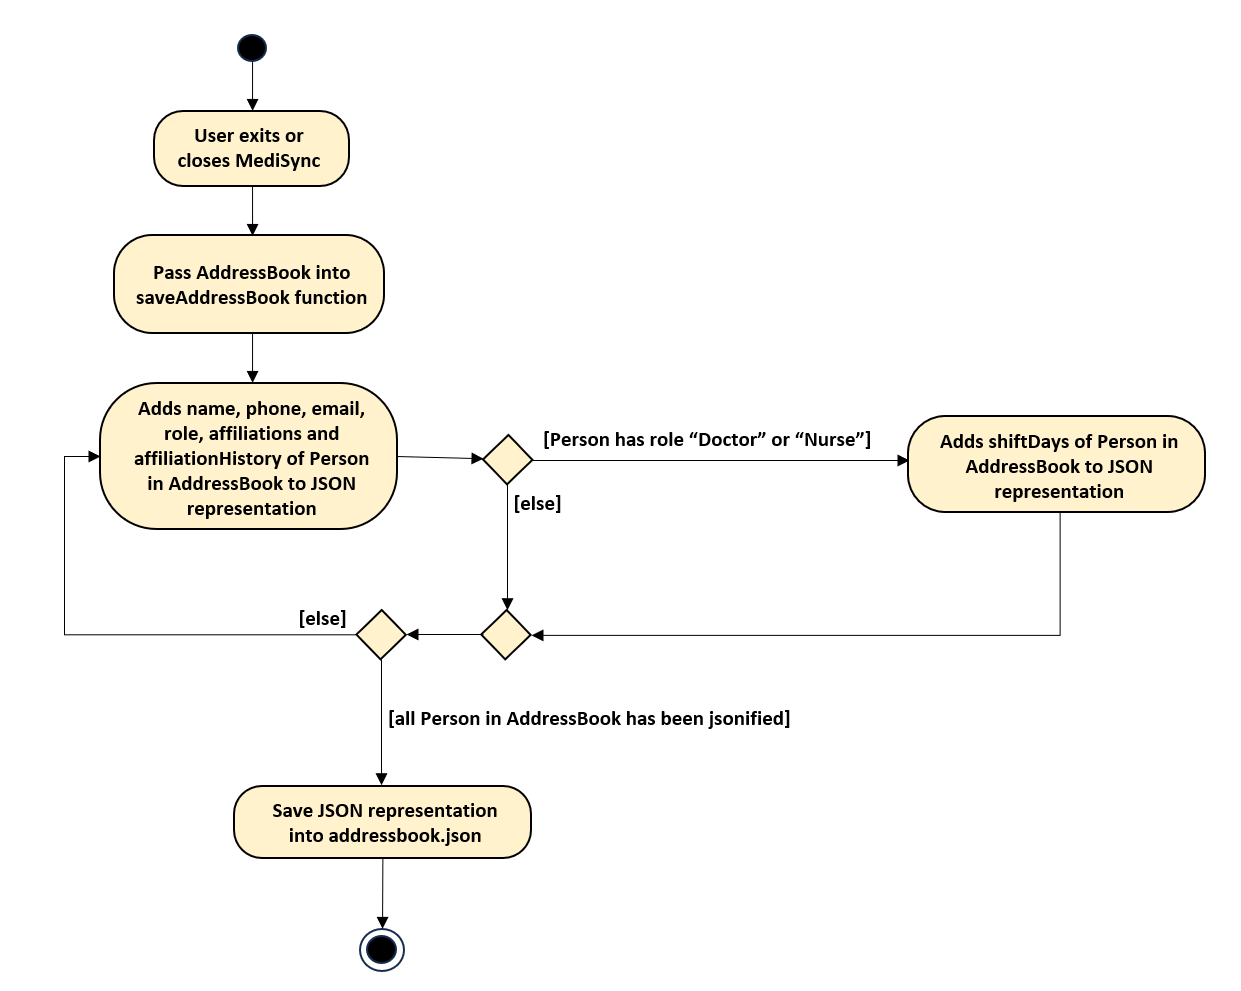 User exits or
closes MediSync
Pass AddressBook into
saveAddressBook function
Adds name, phone, email,
role, affiliations and
affiliationHistory of Person
in AddressBook to JSON
representation
[Person has role “Doctor” or “Nurse”]
Adds shiftDays of Person in
AddressBook to JSON
representation
[else]
[else]
[all Person in AddressBook has been jsonified]
Save JSON representation
into addressbook.json